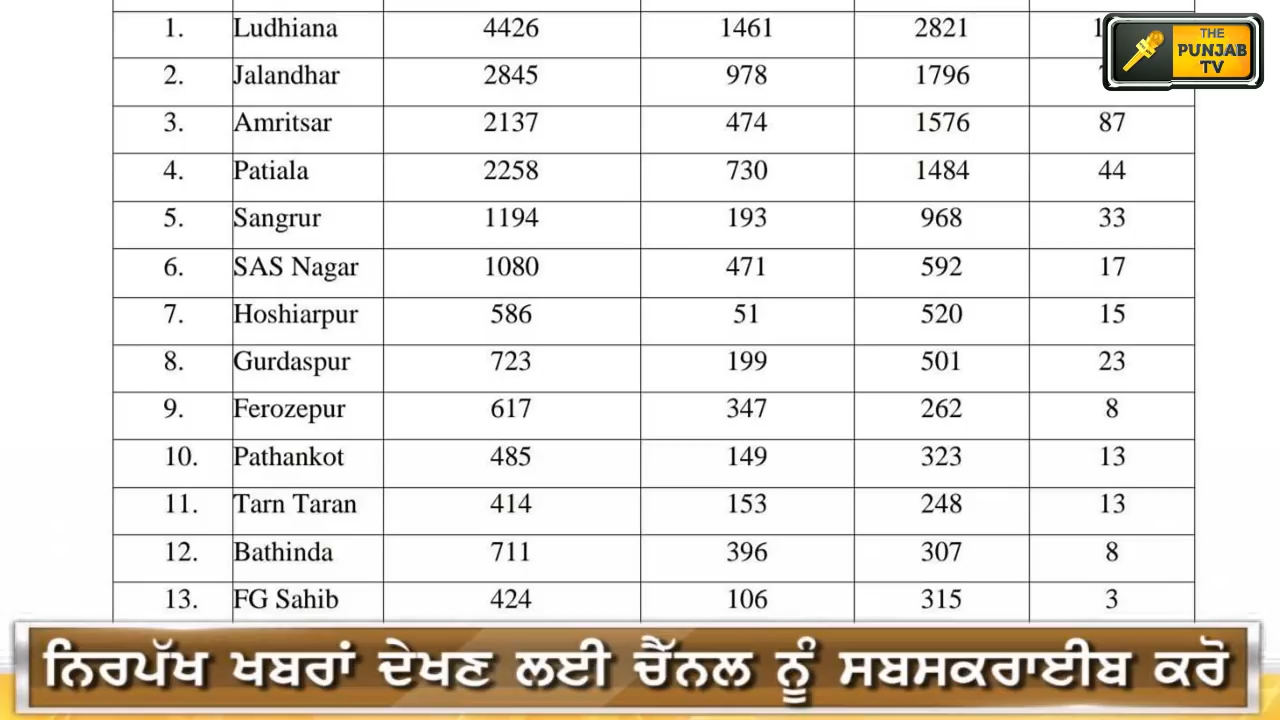 1. Ludhiana 4426 1461 2821
2. Jalandhar 2845 978 1796
3. Amritsar 2137 474 1576 87
4. Patiala 2258 730 1484 44
5. Sangrur 1194 193 968 33
6. SAS Nagar 1080 471 592 17
7. Hoshiarpur 586 51 520 15
8. Gurdaspur 723 199 501 23
9. Ferozepur 617 347 262 8
10. Pathankot 485 149 323 13
11. Tarn Taran 414 153 248 13
12. Bathinda 711 396 307 8
13. FG Sahib 424 106 315 3
THE
PUNJAB
TV
ਨਿਰਪੱਖ ਖਬਰਾਂ ਦੇਖਣ ਲਈ ਚੈੱਨਲ ਨੂੰ ਸਬਸਕਰਾਈਬ ਕਰੋ